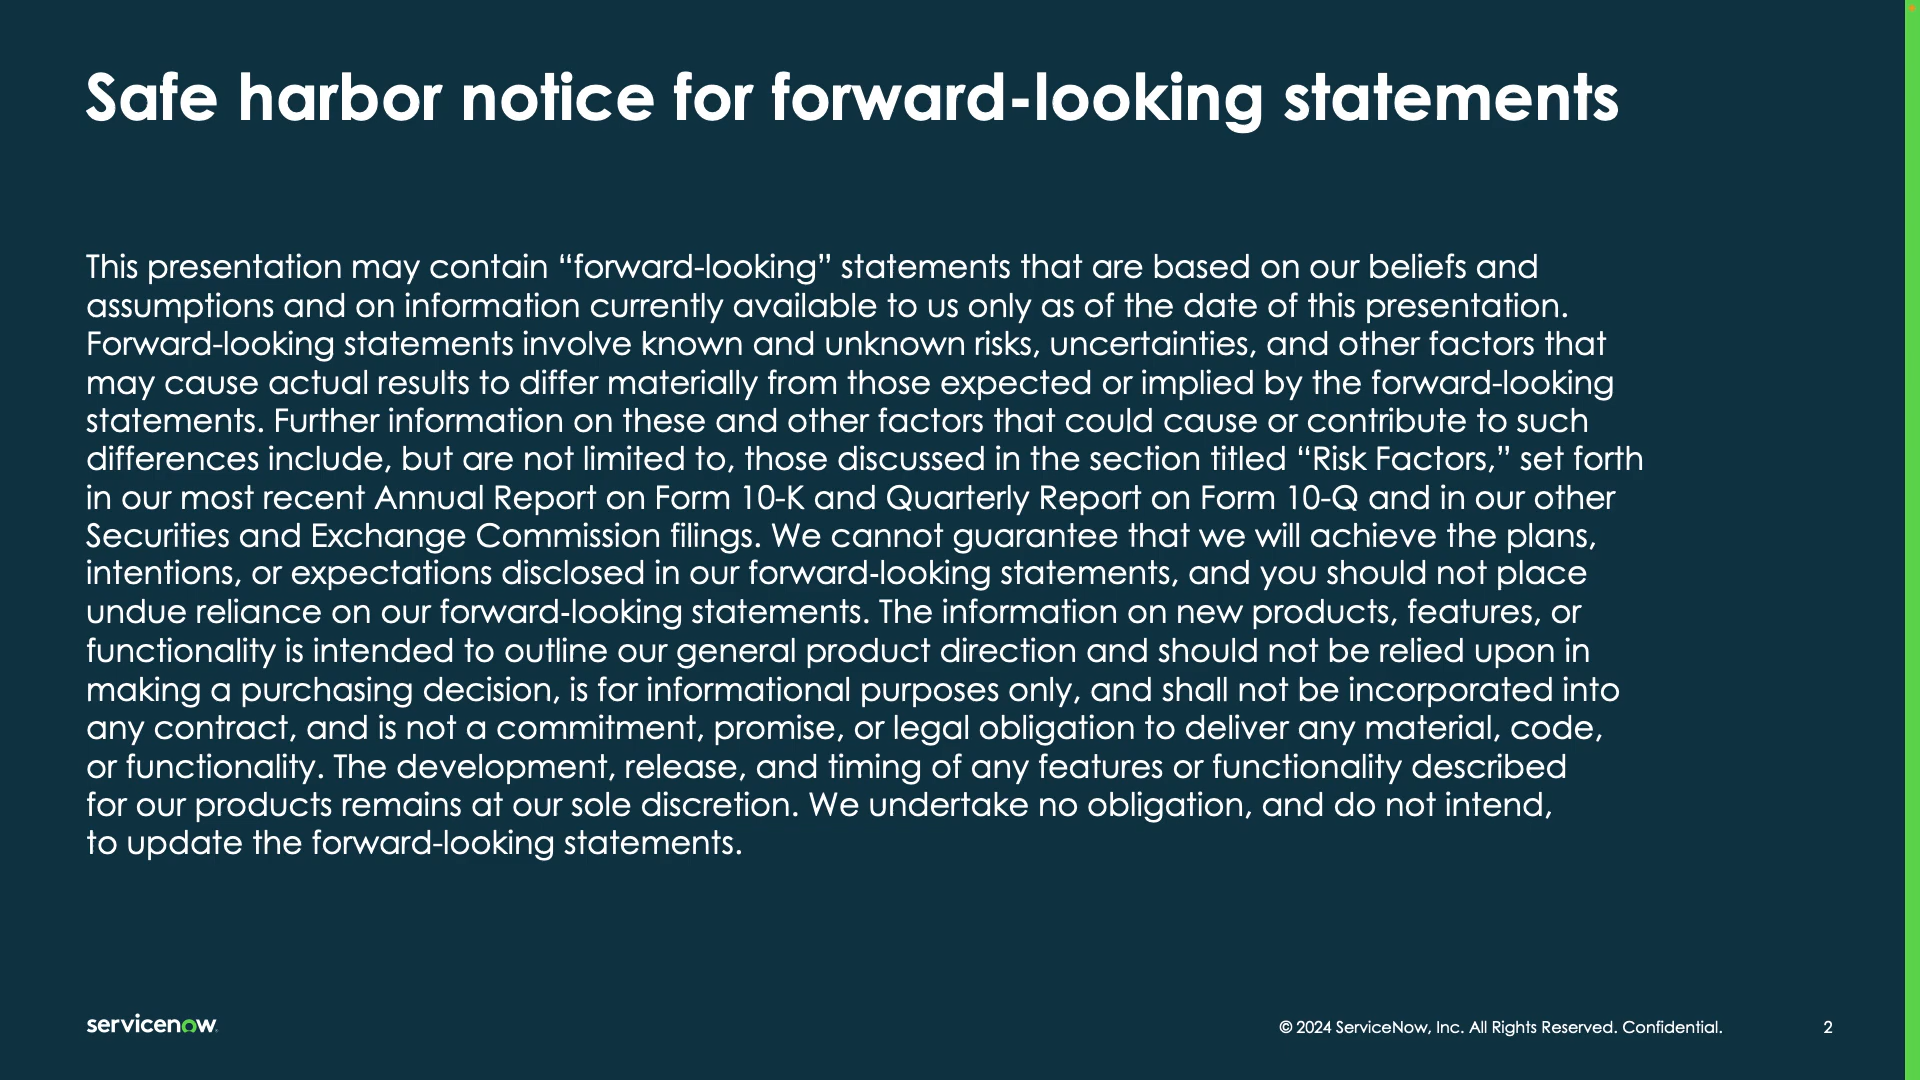 Safe harbor notice for forward-looking statements
This presentation may contain “forward-looking” statements that are based on our beliefs and
assumptions and on information currently available to us only as of the date of this presentation.
Forward-looking statements involve known and unknown risks, uncertainties, and other factors that
may cause actual results to differ materially from those expected or implied by the forward-looking
statements. Further information on these and other factors that could cause or contribute to such
differences include, but are not limited to, those discussed in the section titled “Risk Factors,” set forth
in our most recent Annual Report on Form 10-K and Quarterly Report on Form 10-Q and in our other
Securities and Exchange Commission filings. We cannot guarantee that we will achieve the plans,
intentions, or expectations disclosed in our forward-looking statements, and you should not place
undue reliance on our forward-looking statements. The information on new products, features, or
functionality is intended to outline our general product direction and should not be relied upon in
making a purchasing decision, is for informational purposes only, and shall not be incorporated into
any contract, and is not a commitment, promise, or legal obligation to deliver any material, code,
or functionality. The development, release, and timing of any features or functionality described
for our products remains at our sole discretion. We undertake no obligation, and do not intend,
to update the forward-looking statements.
servicenow
© 2024 ServiceNow, Inc. All Rights Reserved. Confidential.
2